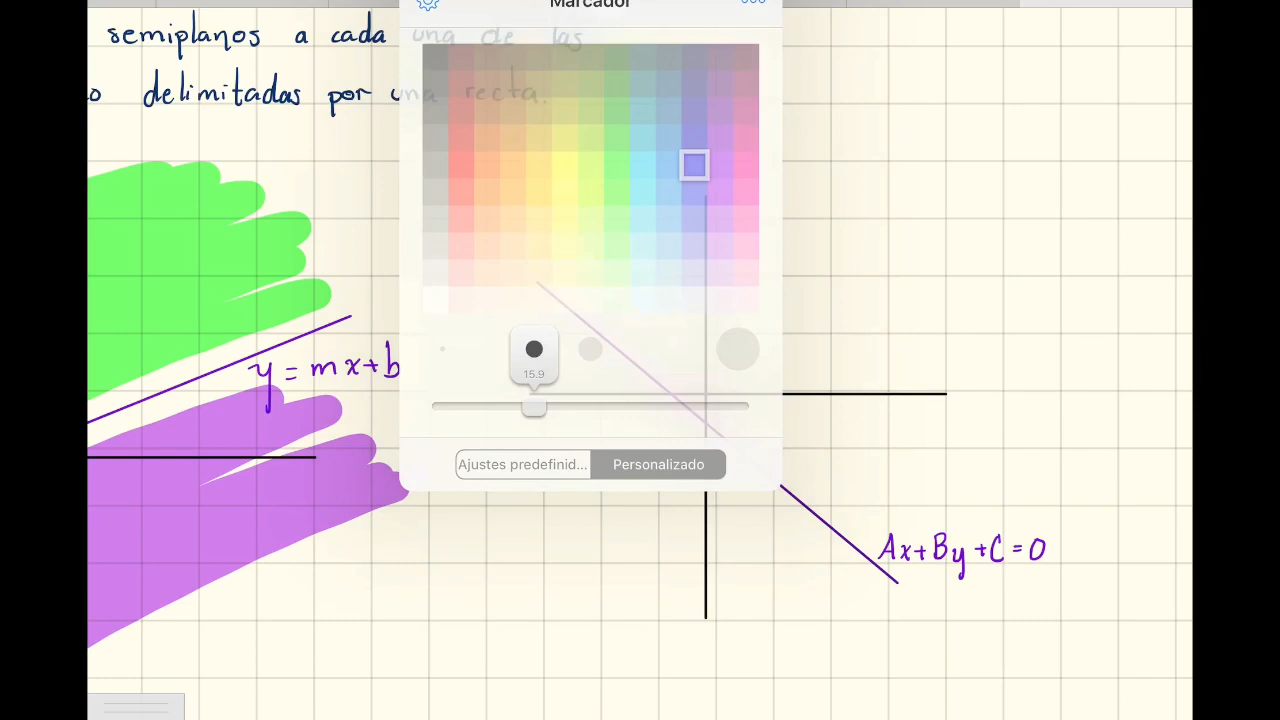 Marcador
semiplanos a cada una de las
delimitadas por una recta.
15.9
y = mx+b
Ajustes predefinid... Personalizado
Ax+By+C=0